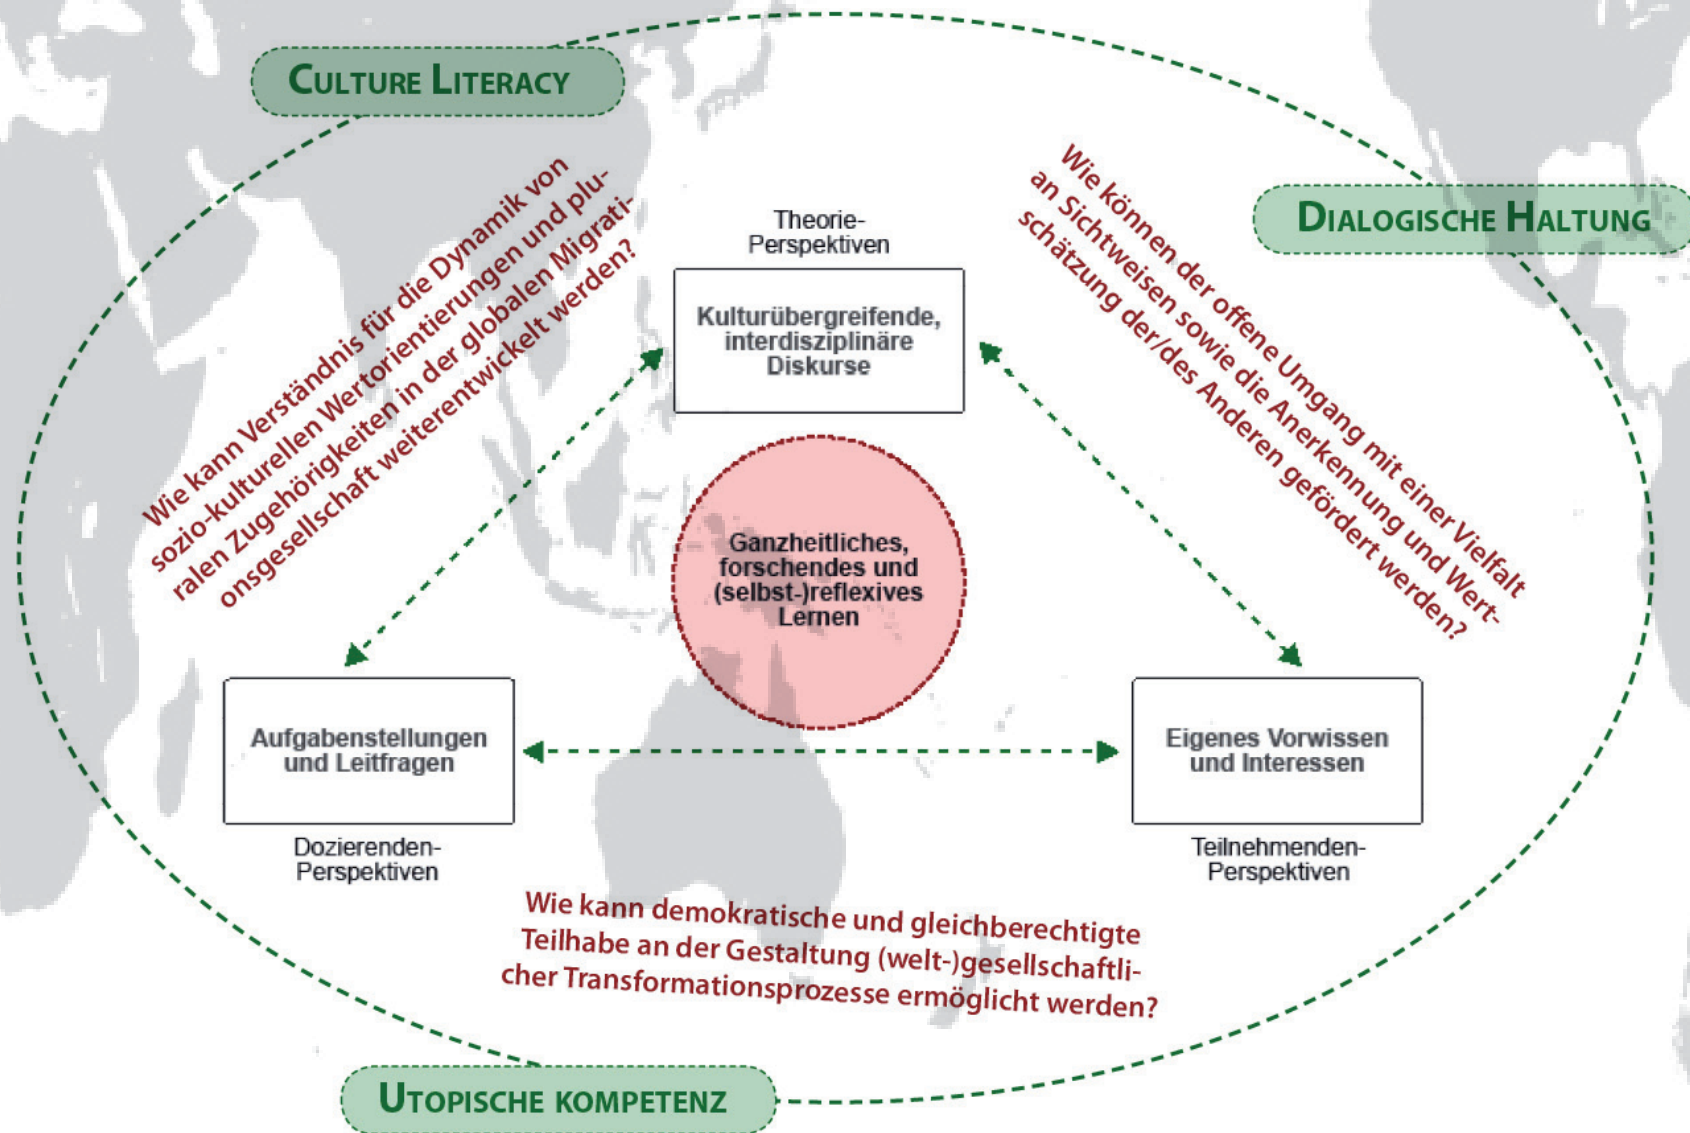 CULTURE LITERACY
DIALOGISCHE HALTUNG
Wie kann Verständnis für die Dynamik von
sozio-kulturellen Wertorientierungen und plu-
ralen Zugehörigkeiten in der globalen Migrati-
onsgesellschaft weiterentwickelt werden?
Theorie-
Perspektiven
Kulturübergreifende,
interdisziplinäre
Diskurse
Wie können der offene Umgang mit einer Vielfalt
an Sichtweisen sowie die Anerkennung und Wert-
schätzung der/des Anderen gefördert werden?
Ganzheitliches,
forschendes und
(selbst-)reflexives
Lernen
Aufgabenstellungen
und Leitfragen
Dozierenden-
Perspektiven
Eigenes Vorwissen
und Interessen
Teilnehmenden-
Perspektiven
Wie kann demokratische und gleichberechtigte
Teilhabe an der Gestaltung (welt-)gesellschaftli-
cher Transformationsprozesse ermöglicht werden?
UTOPISCHE KOMPETENZ